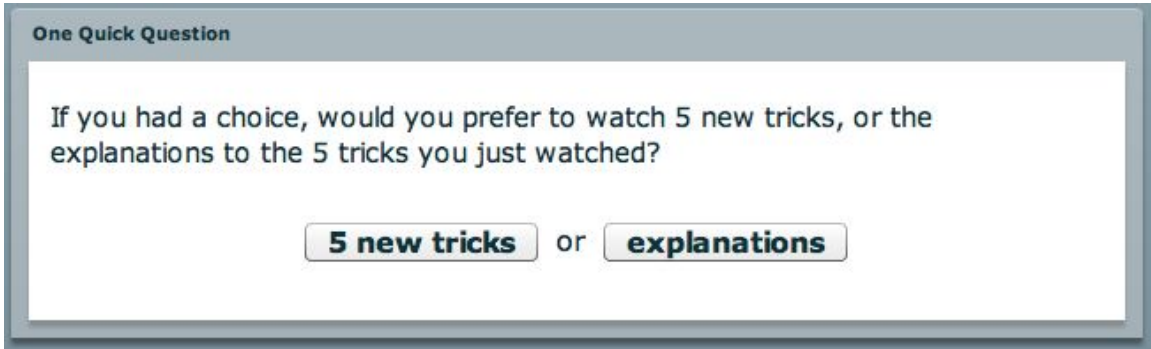 One Quick Question
If you had a choice, would you prefer to watch 5 new tricks, or the
explanations to the 5 tricks you just watched?
5 new tricks or explanations